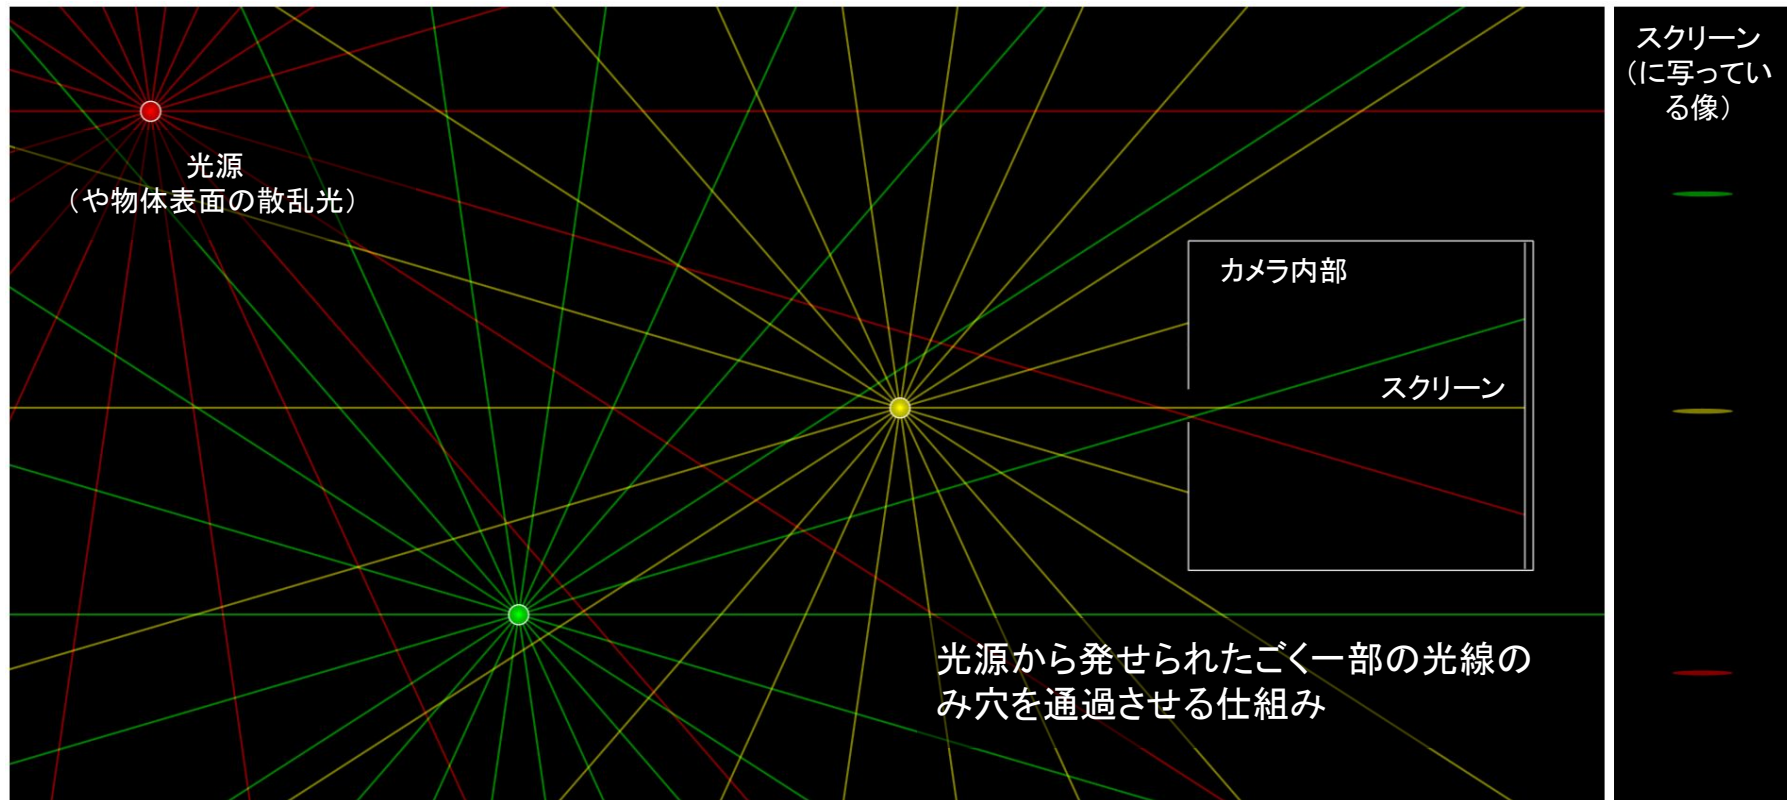 光源
（や物体表面の散乱光）
カメラ内部
スクリーン
光源から発せられたごく一部の光線の
み穴を通過させる仕組み
スクリーン
（に写ってい
る像）